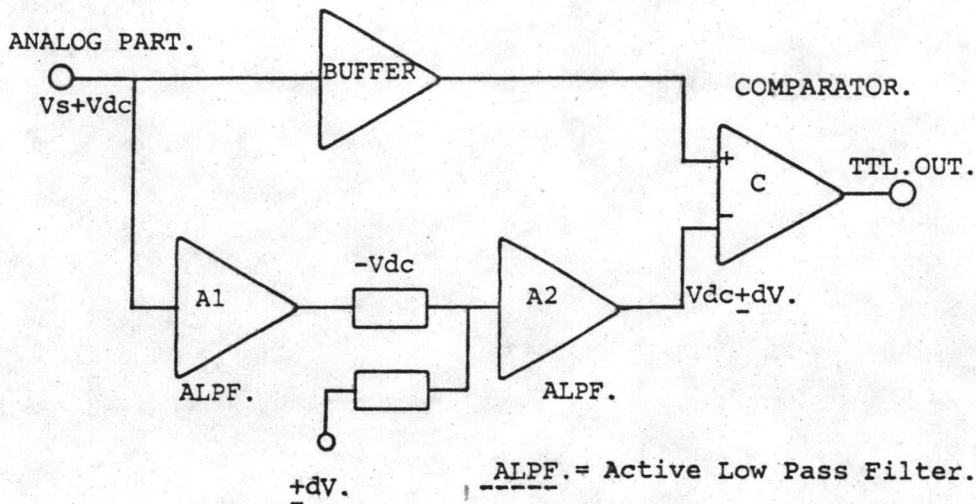 ANALOG PART.
BUFFER
Vs+Vdc
COMPARATOR.
+
C
TTL.OUT.
-
-Vdc
A1
A2
Vdc±dV.
ALPF.
ALPF.
±dV.
ALPF.= Active Low Pass Filter.